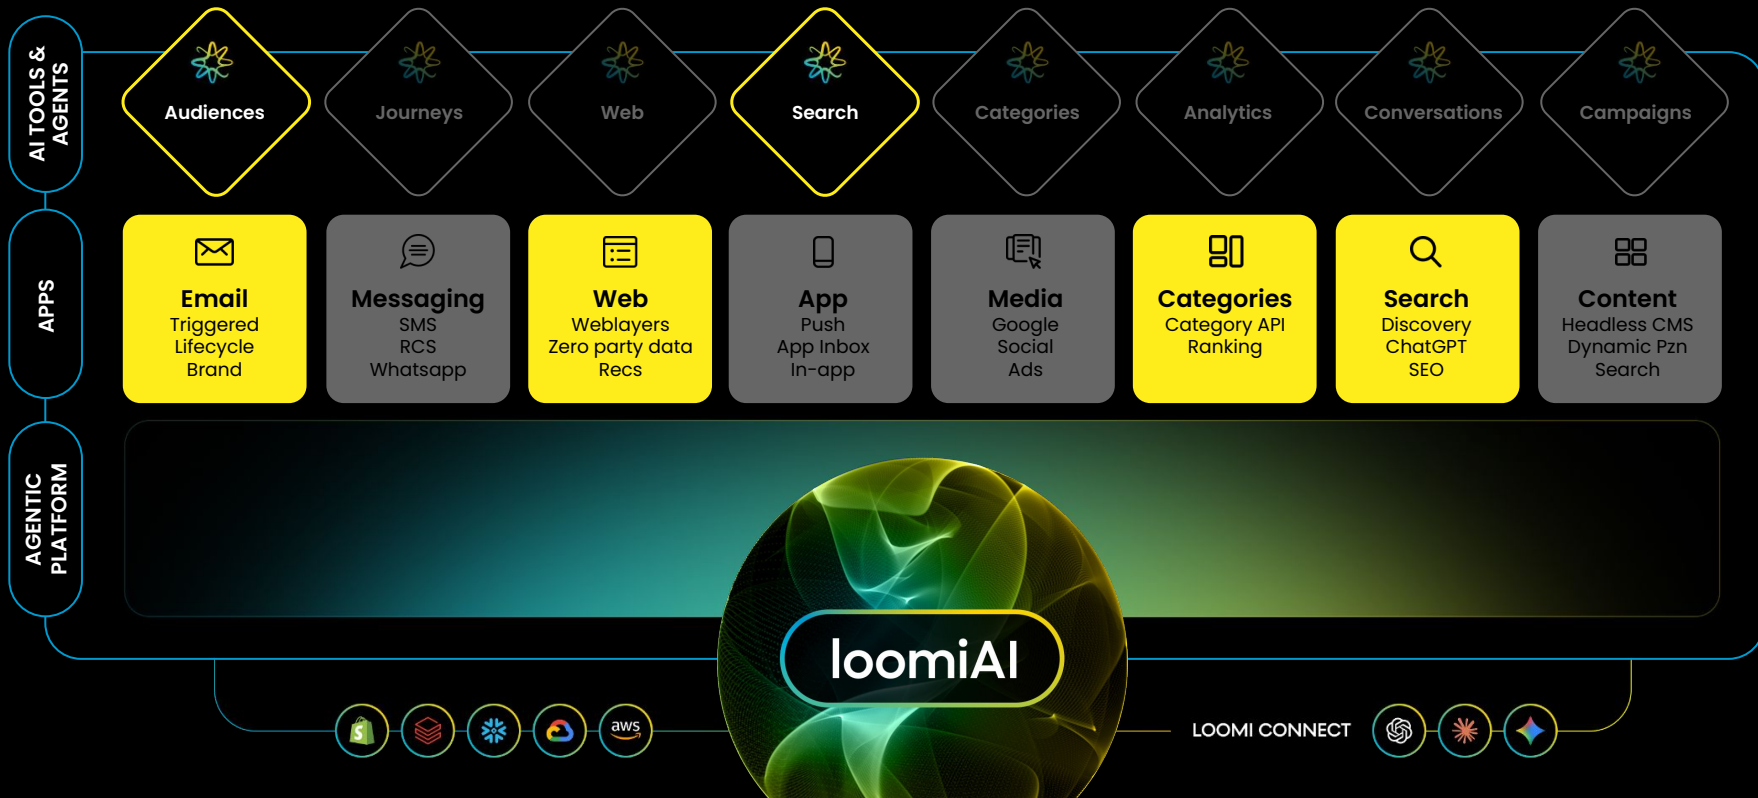 AI TOOLS &
AGENTS
Audiences
Journeys
Web
Search
Categories
Analytics
Conversations
Campaigns
APPS
Email
Triggered
Lifecycle
Brand
Messaging
SMS
RCS
Whatsapp
Web
Weblayers
Zero party data
Recs
App
Push
App Inbox
In-app
Media
Google
Social
Ads
Categories
Category API
Ranking
Search
Discovery
ChatGPT
SEO
Content
Headless CMS
Dynamic Pzn
Search
AGENTIC
PLATFORM
loomiAI
S
aws
LOOMI CONNECT